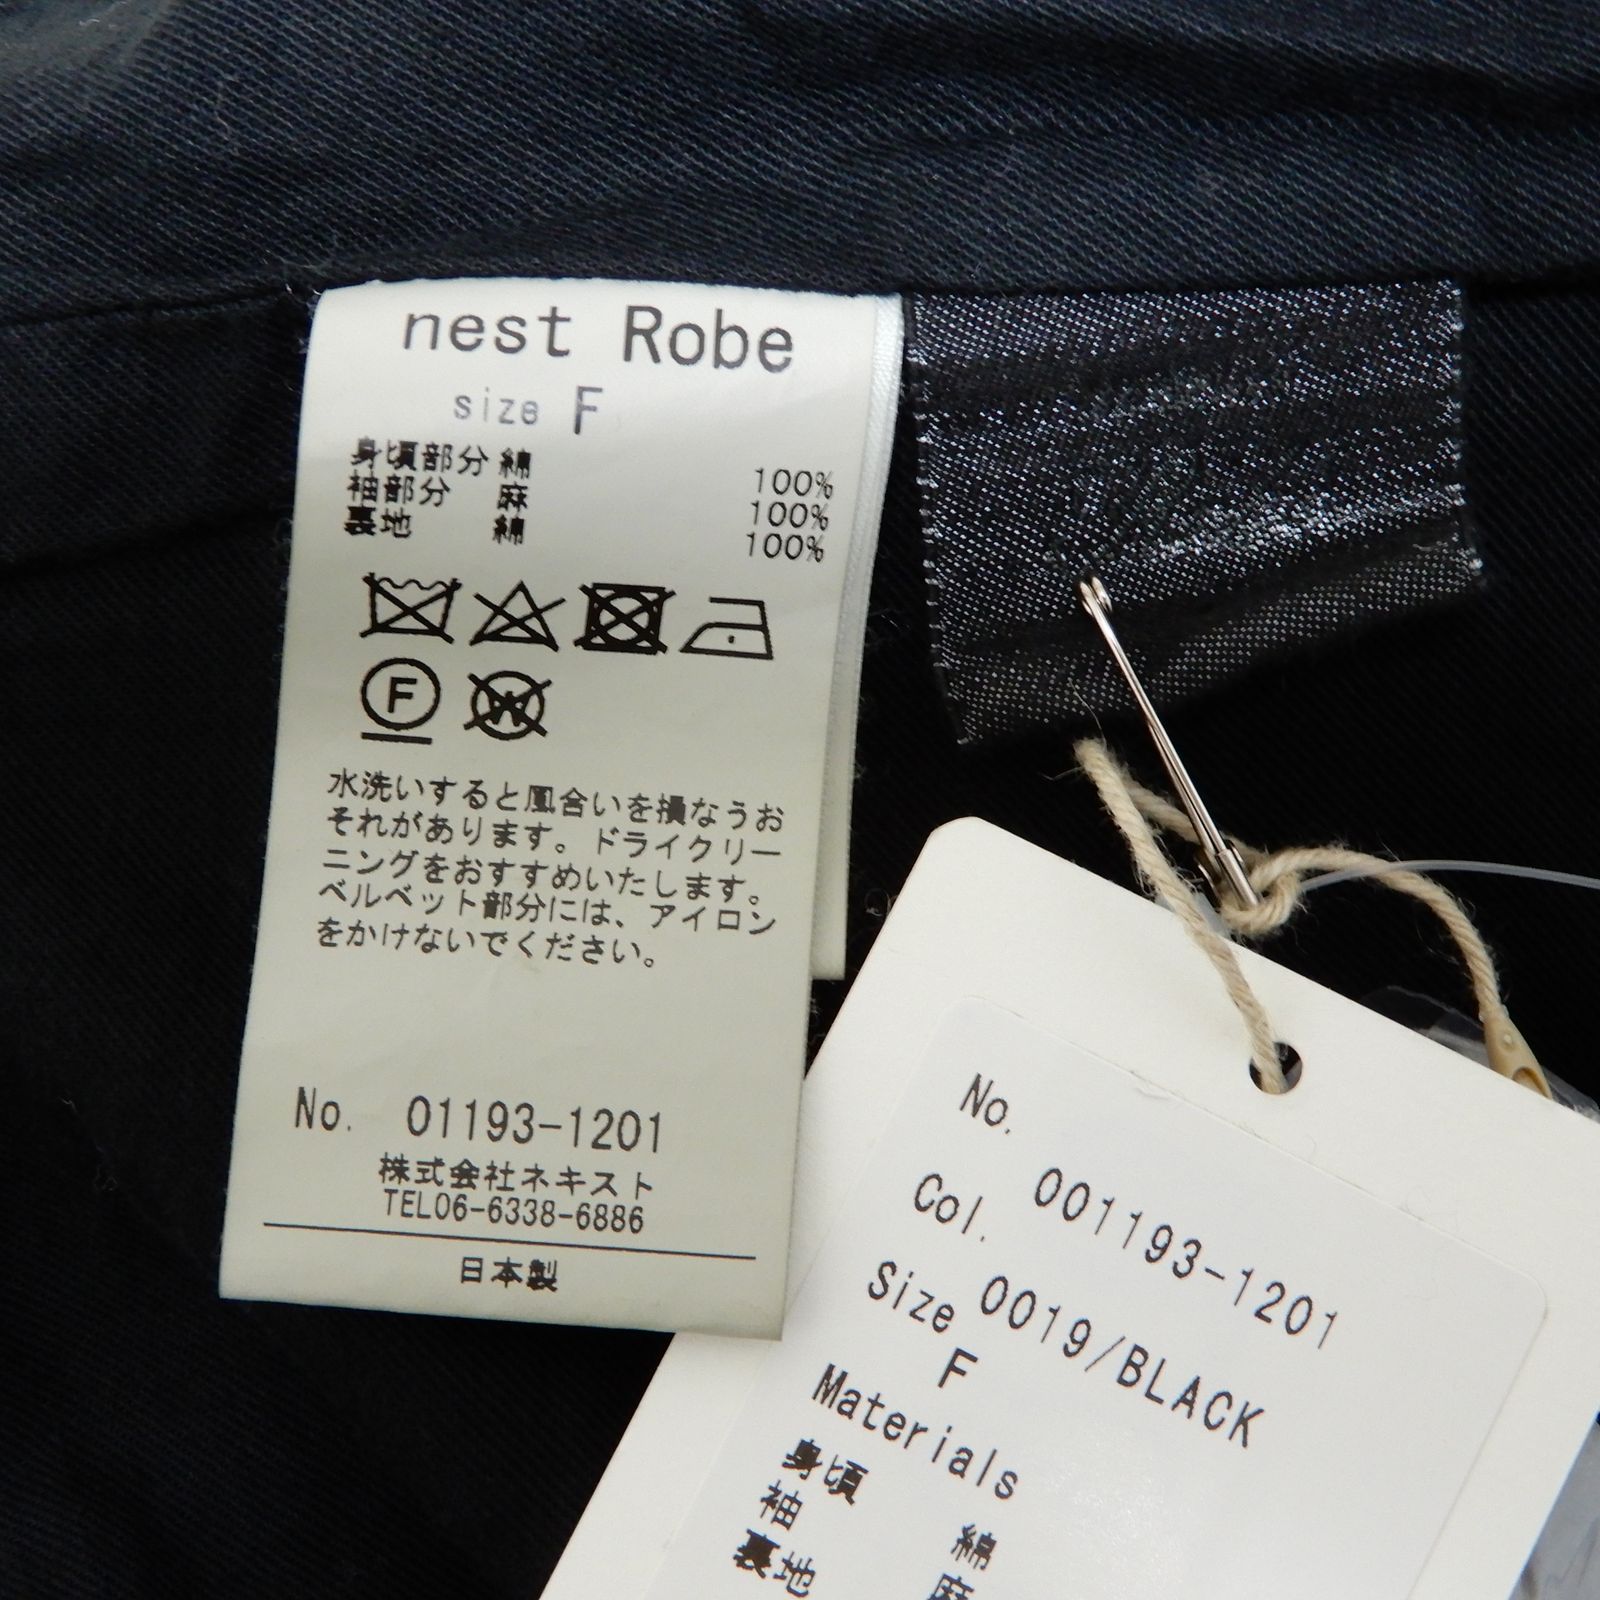 nest Robe
size F
身頃部分 綿 100%
袖部分 麻 100%
裏地 綿 100%
F
W
水洗いすると風合いを損なうお
それがあります。ドライクリー
ニングをおすすめいたします。
ベルベット部分には、アイロン
をかけないでください。
No. 01193-1201
株式会社ネキスト
TEL06-6338-6886
日本製
No. 001193-1201
Col. 0019/BLACK
Size F
Materials
身頃 綿
袖 麻
裏地